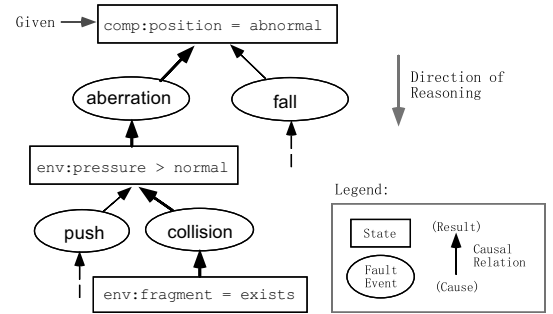 Given
comp:position = abnormal
aberration
fall
Direction of
Reasoning
env:pressure > normal
push
collision
env:fragment = exists
Legend:
State
Fault
Event
(Result)
Causal
Relation
(Cause)